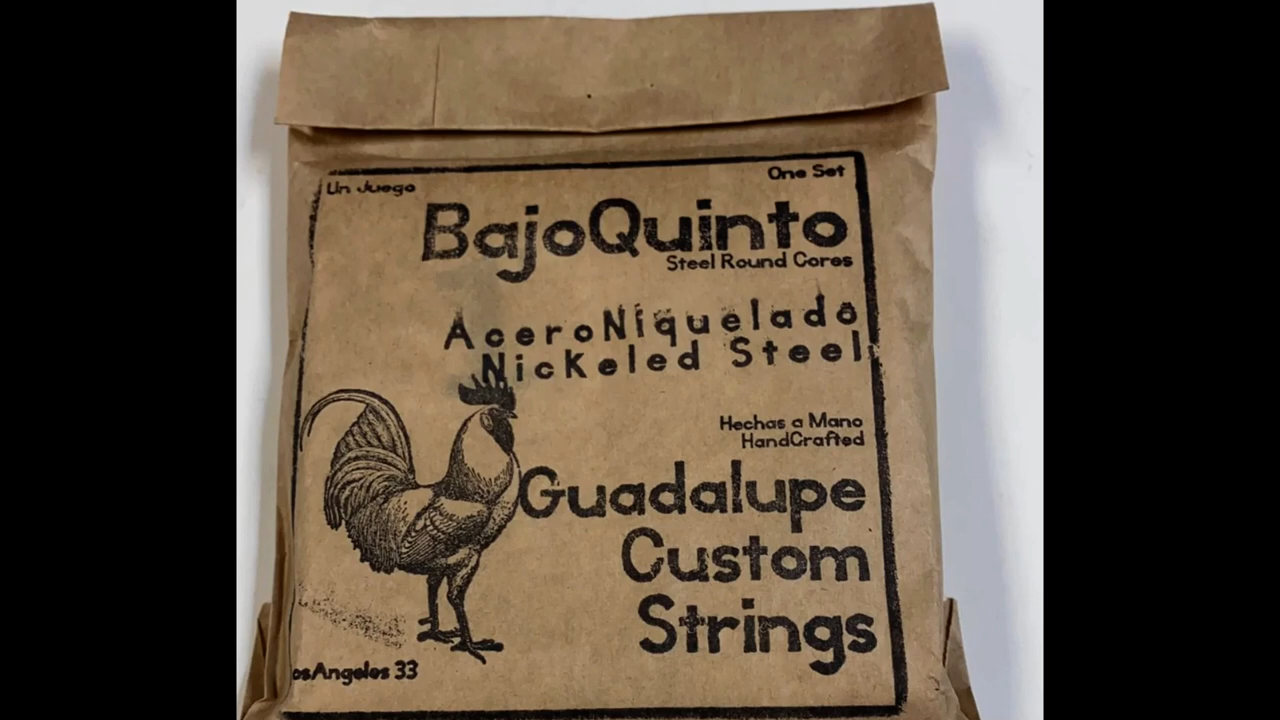 Un Juego
One Set
BajoQuinto
Steel Round Cores
AceroNiquelado
Nickeled Steel
Hechas a Mano
HandCrafted
Guadalupe
Custom
Strings
osAngeles 33